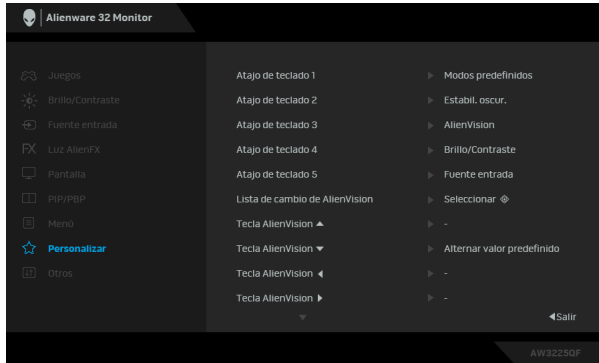 Alienware 32 Monitor
Juegos
Brillo/Contraste
Fuente entrada
FX Luz AlienFX
Pantalla
PIP/PBP
Menú
Personalizar
Otros
Atajo de teclado 1 Modos predefinidos
Atajo de teclado 2 Estabil. oscur.
Atajo de teclado 3 AlienVision
Atajo de teclado 4 Brillo/Contraste
Atajo de teclado 5 Fuente entrada
Lista de cambio de AlienVision Seleccionar
Tecla AlienVision ▲ -
Tecla AlienVision ▼ Alternar valor predefinido
Tecla AlienVision ◀ -
Tecla AlienVision ▶ -
◀Salir
AW3225QF